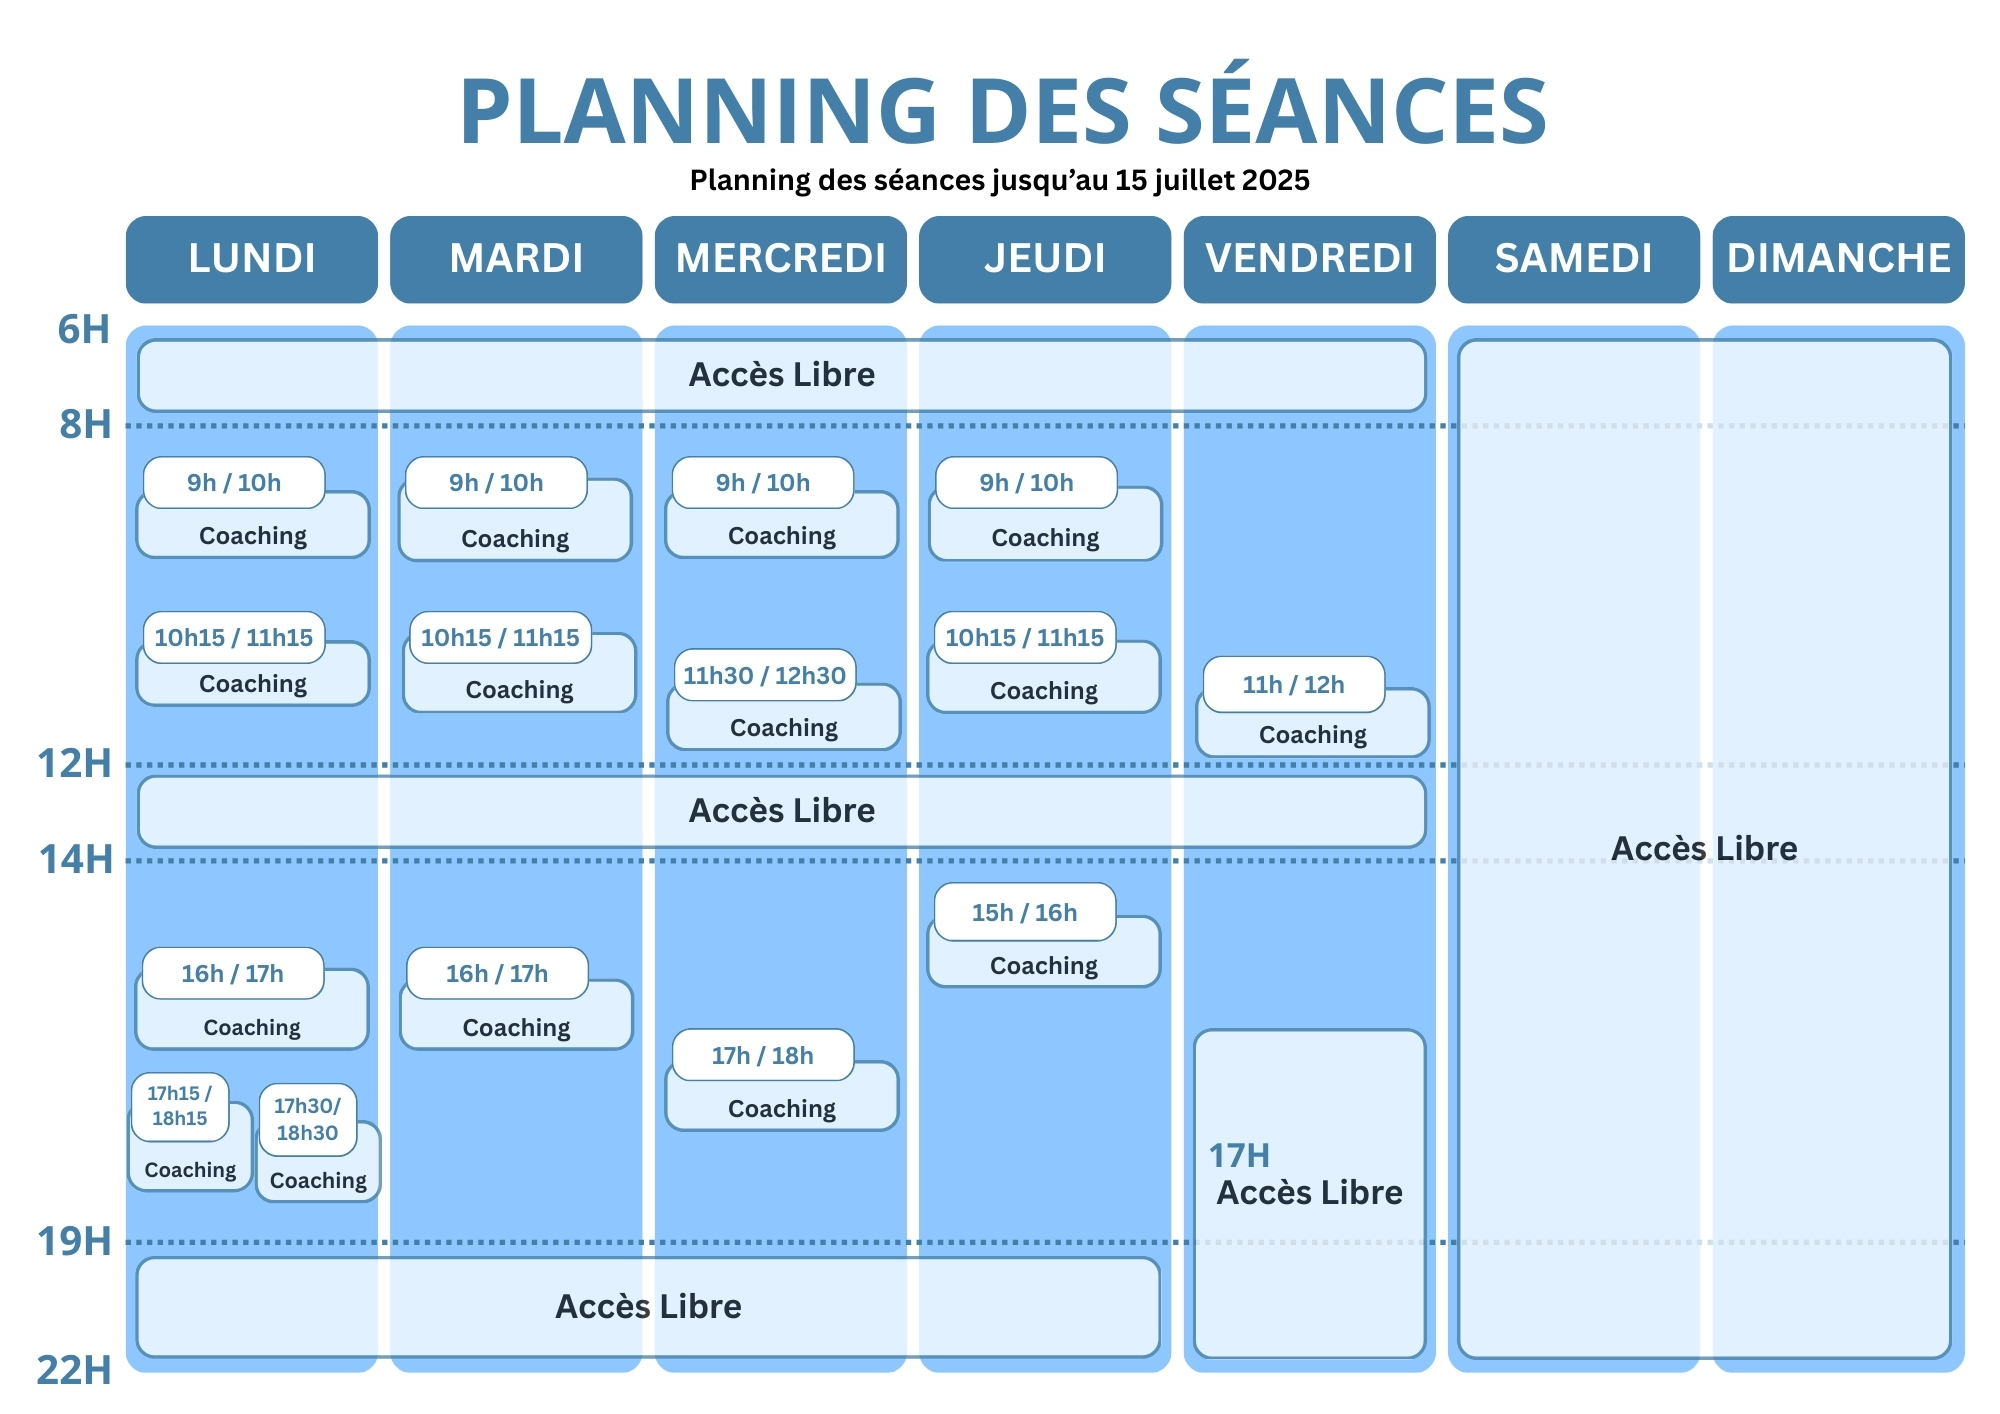 PLANNING DES SÉANCES
Planning des séances jusqu’au 15 juillet 2025
LUNDI
MARDI
MERCREDI
JEUDI
VENDREDI
SAMEDI
DIMANCHE
6H
Accès Libre
8H
9h / 10h
Coaching
9h / 10h
Coaching
9h / 10h
Coaching
9h / 10h
Coaching
10h15 / 11h15
Coaching
10h15 / 11h15
Coaching
11h30 / 12h30
Coaching
10h15 / 11h15
Coaching
11h / 12h
Coaching
12H
Accès Libre
14H
Accès Libre
15h / 16h
Coaching
16h / 17h
Coaching
16h / 17h
Coaching
17h / 18h
Coaching
17h15 /
18h15
Coaching
17h30/
18h30
Coaching
17H
Accès Libre
19H
Accès Libre
22H